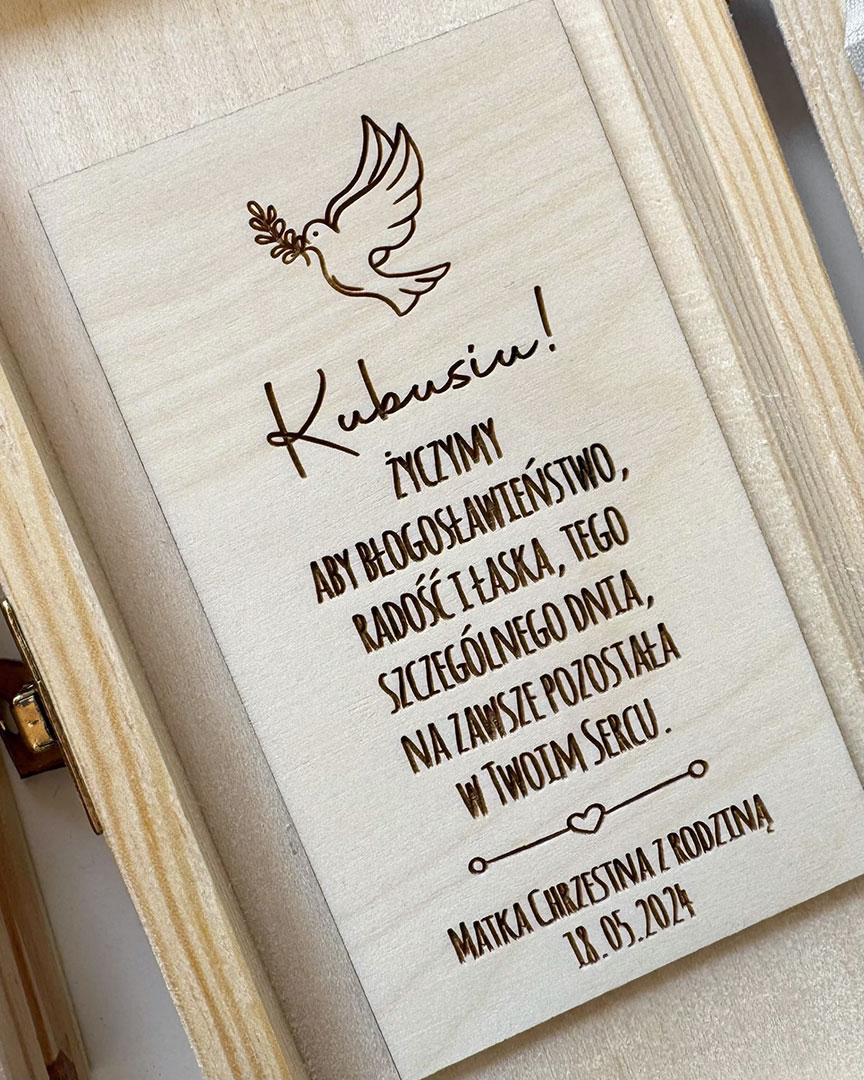 Kubusiu!
ŻYCZYMY
ABY BŁOGOSŁAWIEŃSTWO,
RADOŚĆ I ŁASKA, TEGO
SZCZEGÓLNEGO DNIA,
NA ZAWSZE POZOSTAŁA
W TWOIM SERCU.
MATKA CHRZESTNA Z RODZINĄ
18.05.2024